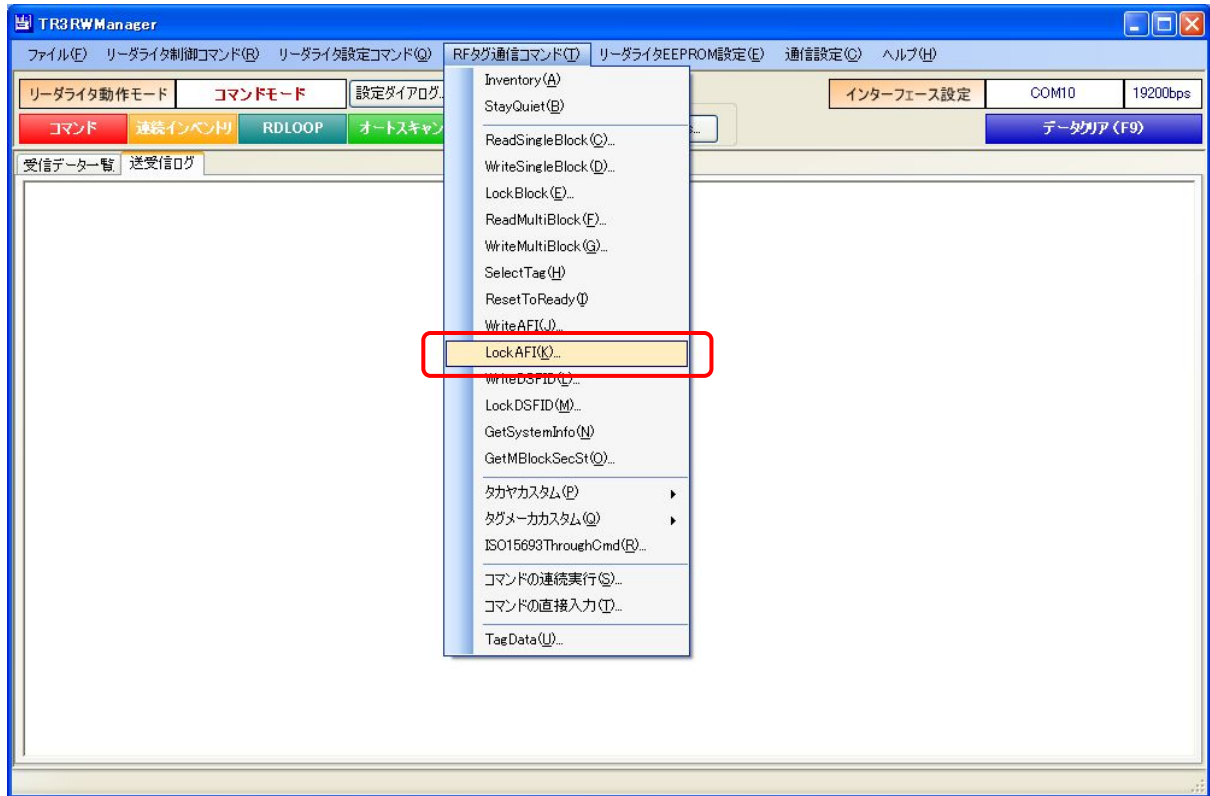 TR3RWManager
ファイル(F) リーダライタ制御コマンド(R) リーダライタ設定コマンド(Q) RFタグ通信コマンド(T) リーダライタEEPROM設定(E) 通信設定(C) ヘルプ(H)
リーダライタ動作モード コマンドモード 設定ダイアログ... インターフェース設定 COM10 19200bps
コマンド 連続インベントリ RDLOOP オートスキャン データクリア(F9)
受信データ一覧 送受信ログ
Inventory(A)
StayQuiet(B)
ReadSingleBlock(C)...
WriteSingleBlock(D)...
LockBlock(E)...
ReadMultiBlock(F)...
WriteMultiBlock(G)...
SelectTag(H)
ResetToReady(I)
WriteAFI(J)...
LockAFI(K)...
WriteDSFID(L)...
LockDSFID(M)...
GetSystemInfo(N)
GetMBlockSecSt(O)...
タカヤカスタム(P)
タグメーカカスタム(Q)
ISO15693ThroughCmd(R)...
コマンドの連続実行(S)...
コマンドの直接入力(T)...
TagData(U)...